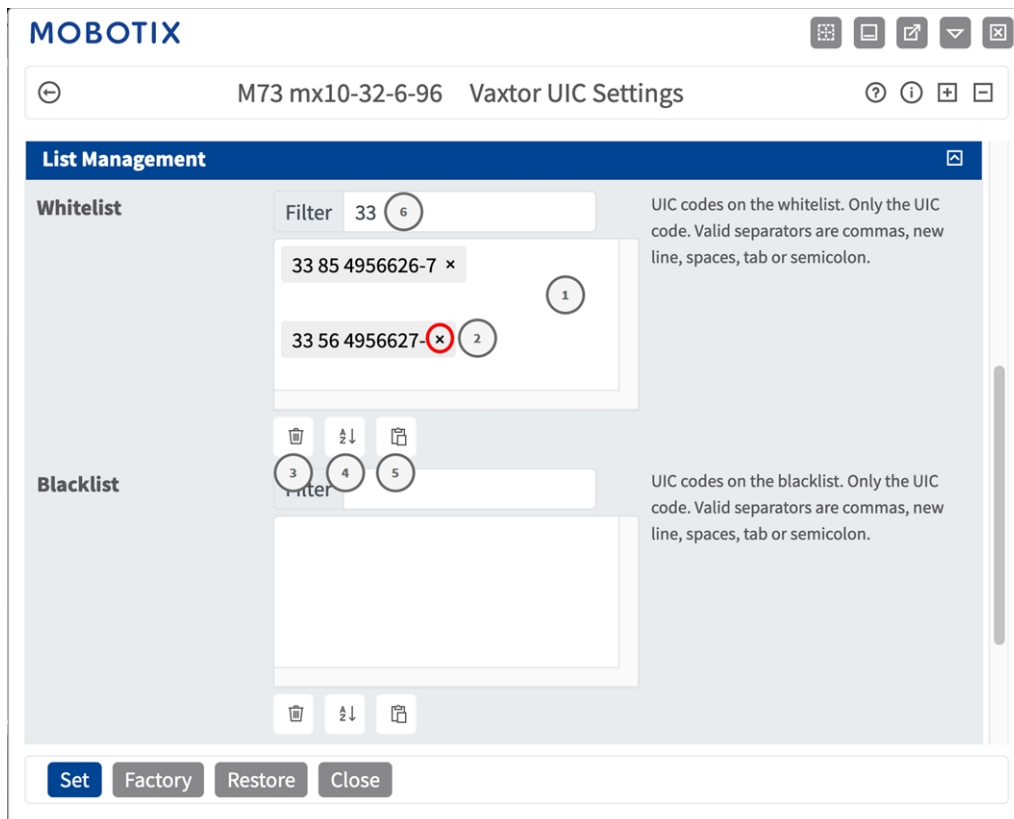 MOBOTIX
M73 mx10-32-6-96 Vaxtor UIC Settings
List Management
Whitelist
Filter 33 6
UIC codes on the whitelist. Only the UIC
code. Valid separators are commas, new
line, spaces, tab or semicolon.
33 85 4956626-7 ×
1
33 56 4956627- × 2
3 4 5
Blacklist
Filter
UIC codes on the blacklist. Only the UIC
code. Valid separators are commas, new
line, spaces, tab or semicolon.
Set Factory Restore Close